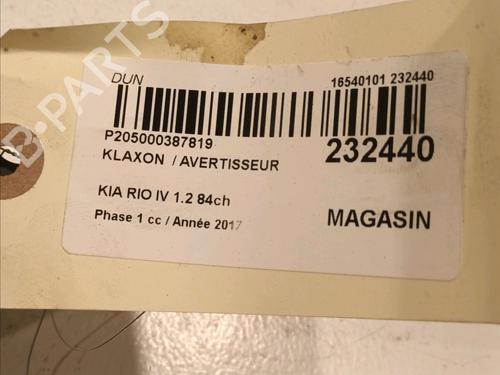 DUN
16540101 232440
P205000387819
232440
KLAXON / AVERTISSEUR
KIA RIO IV 1.2 84ch
Phase 1 cc / Année 2017
MAGASIN
B-PARTS